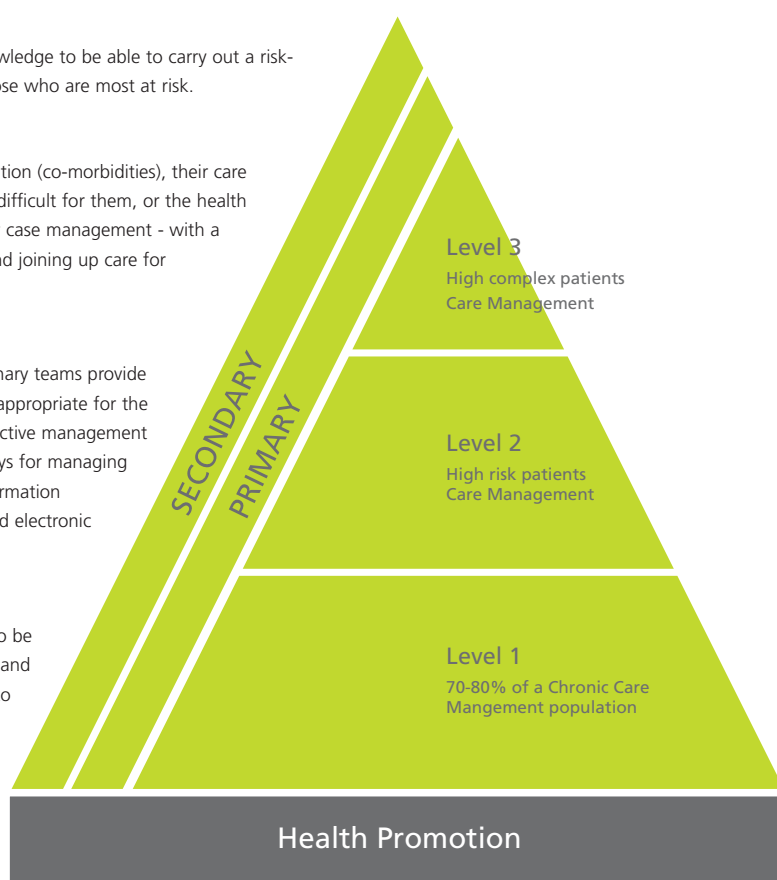 wledge to be able to carry out a risk-
ose who are most at risk.
tion (co-morbidities), their care
difficult for them, or the health
case management - with a
nd joining up care for
nary teams provide
appropriate for the
ctive management
ys for managing
rmation
d electronic
o be
and
o
SECONDARY
PRIMARY
Level 3
High complex patients
Care Management
Level 2
High risk patients
Care Management
Level 1
70-80% of a Chronic Care
Mangement population
Health Promotion